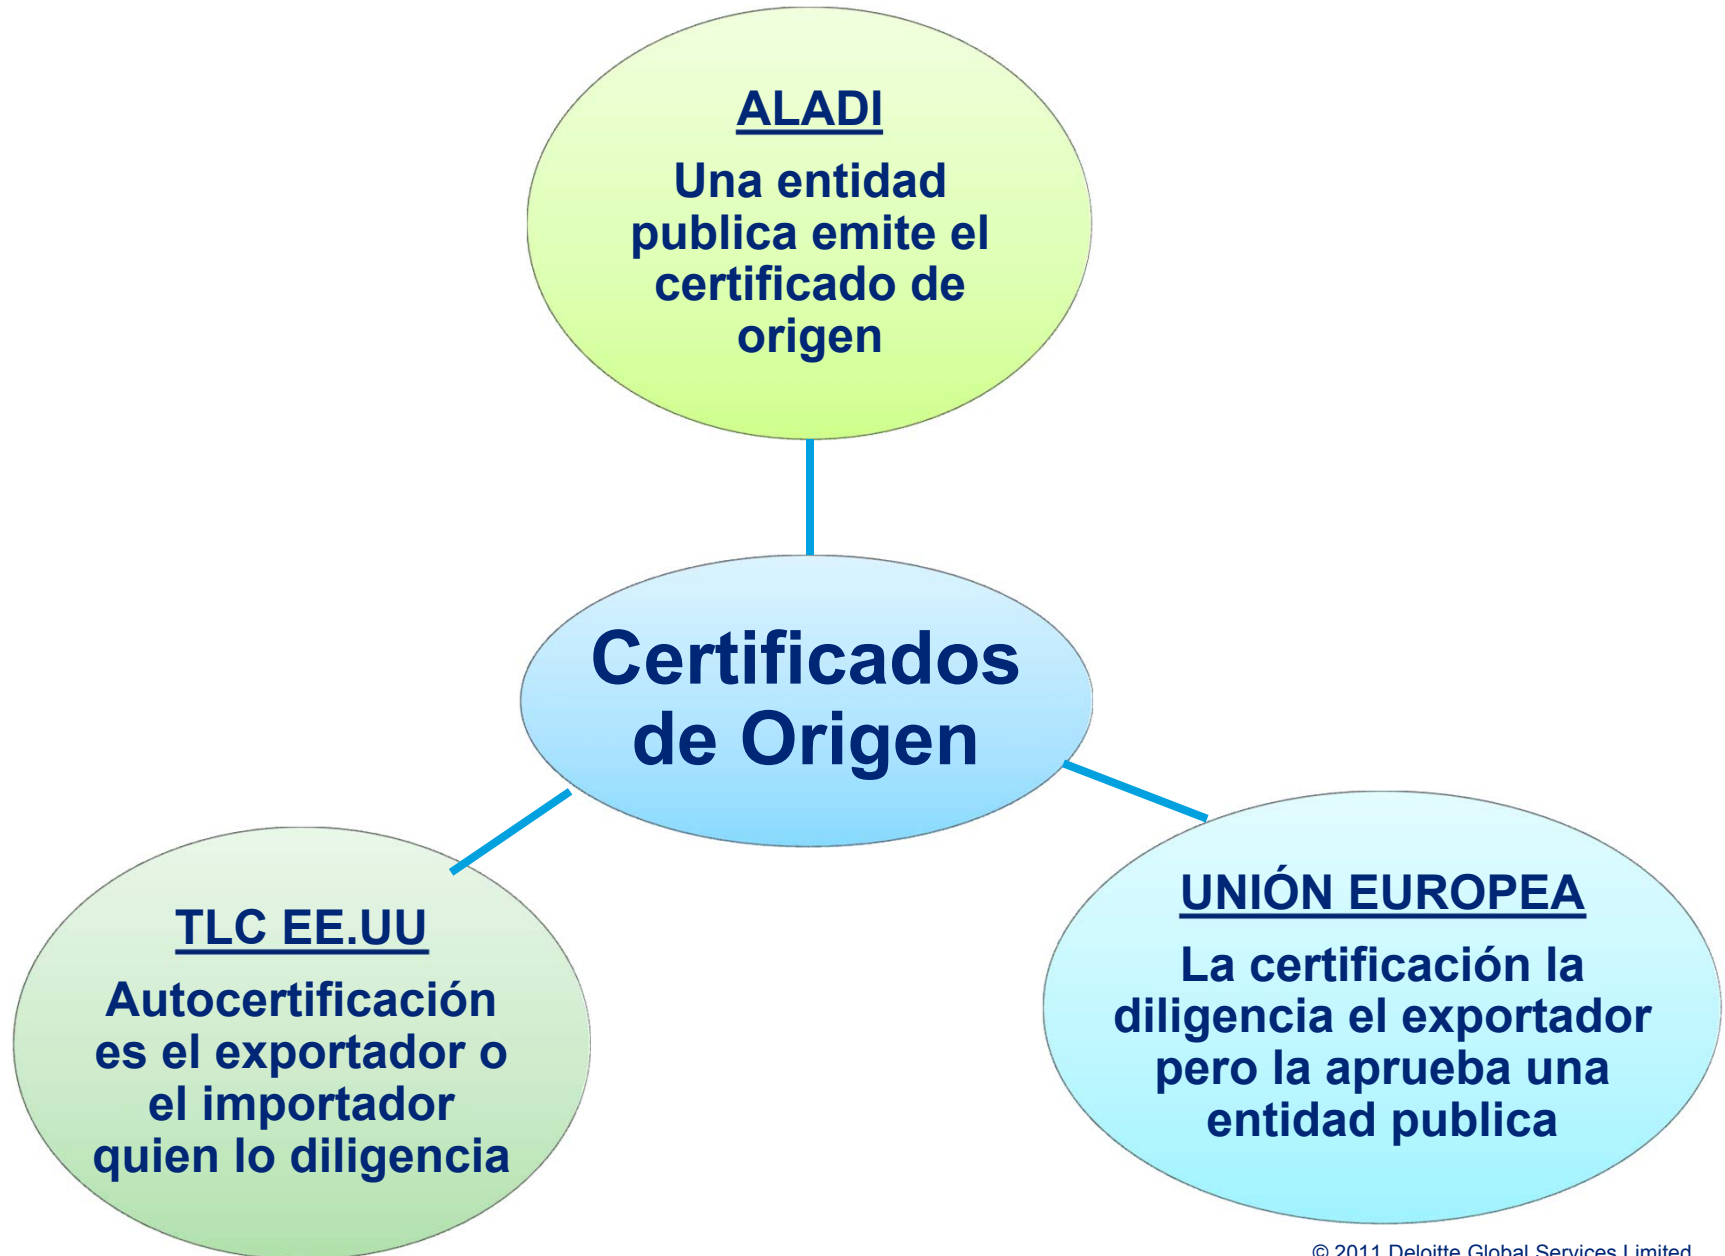 ALADI
Una entidad
publica emite el
certificado de
origen
Certificados
de Origen
TLC EE.UU
Autocertificación
es el exportador o
el importador
quien lo diligencia
UNIÓN EUROPEA
La certificación la
diligencia el exportador
pero la aprueba una
entidad publica
© 2011 Deloitte Global Services Limited